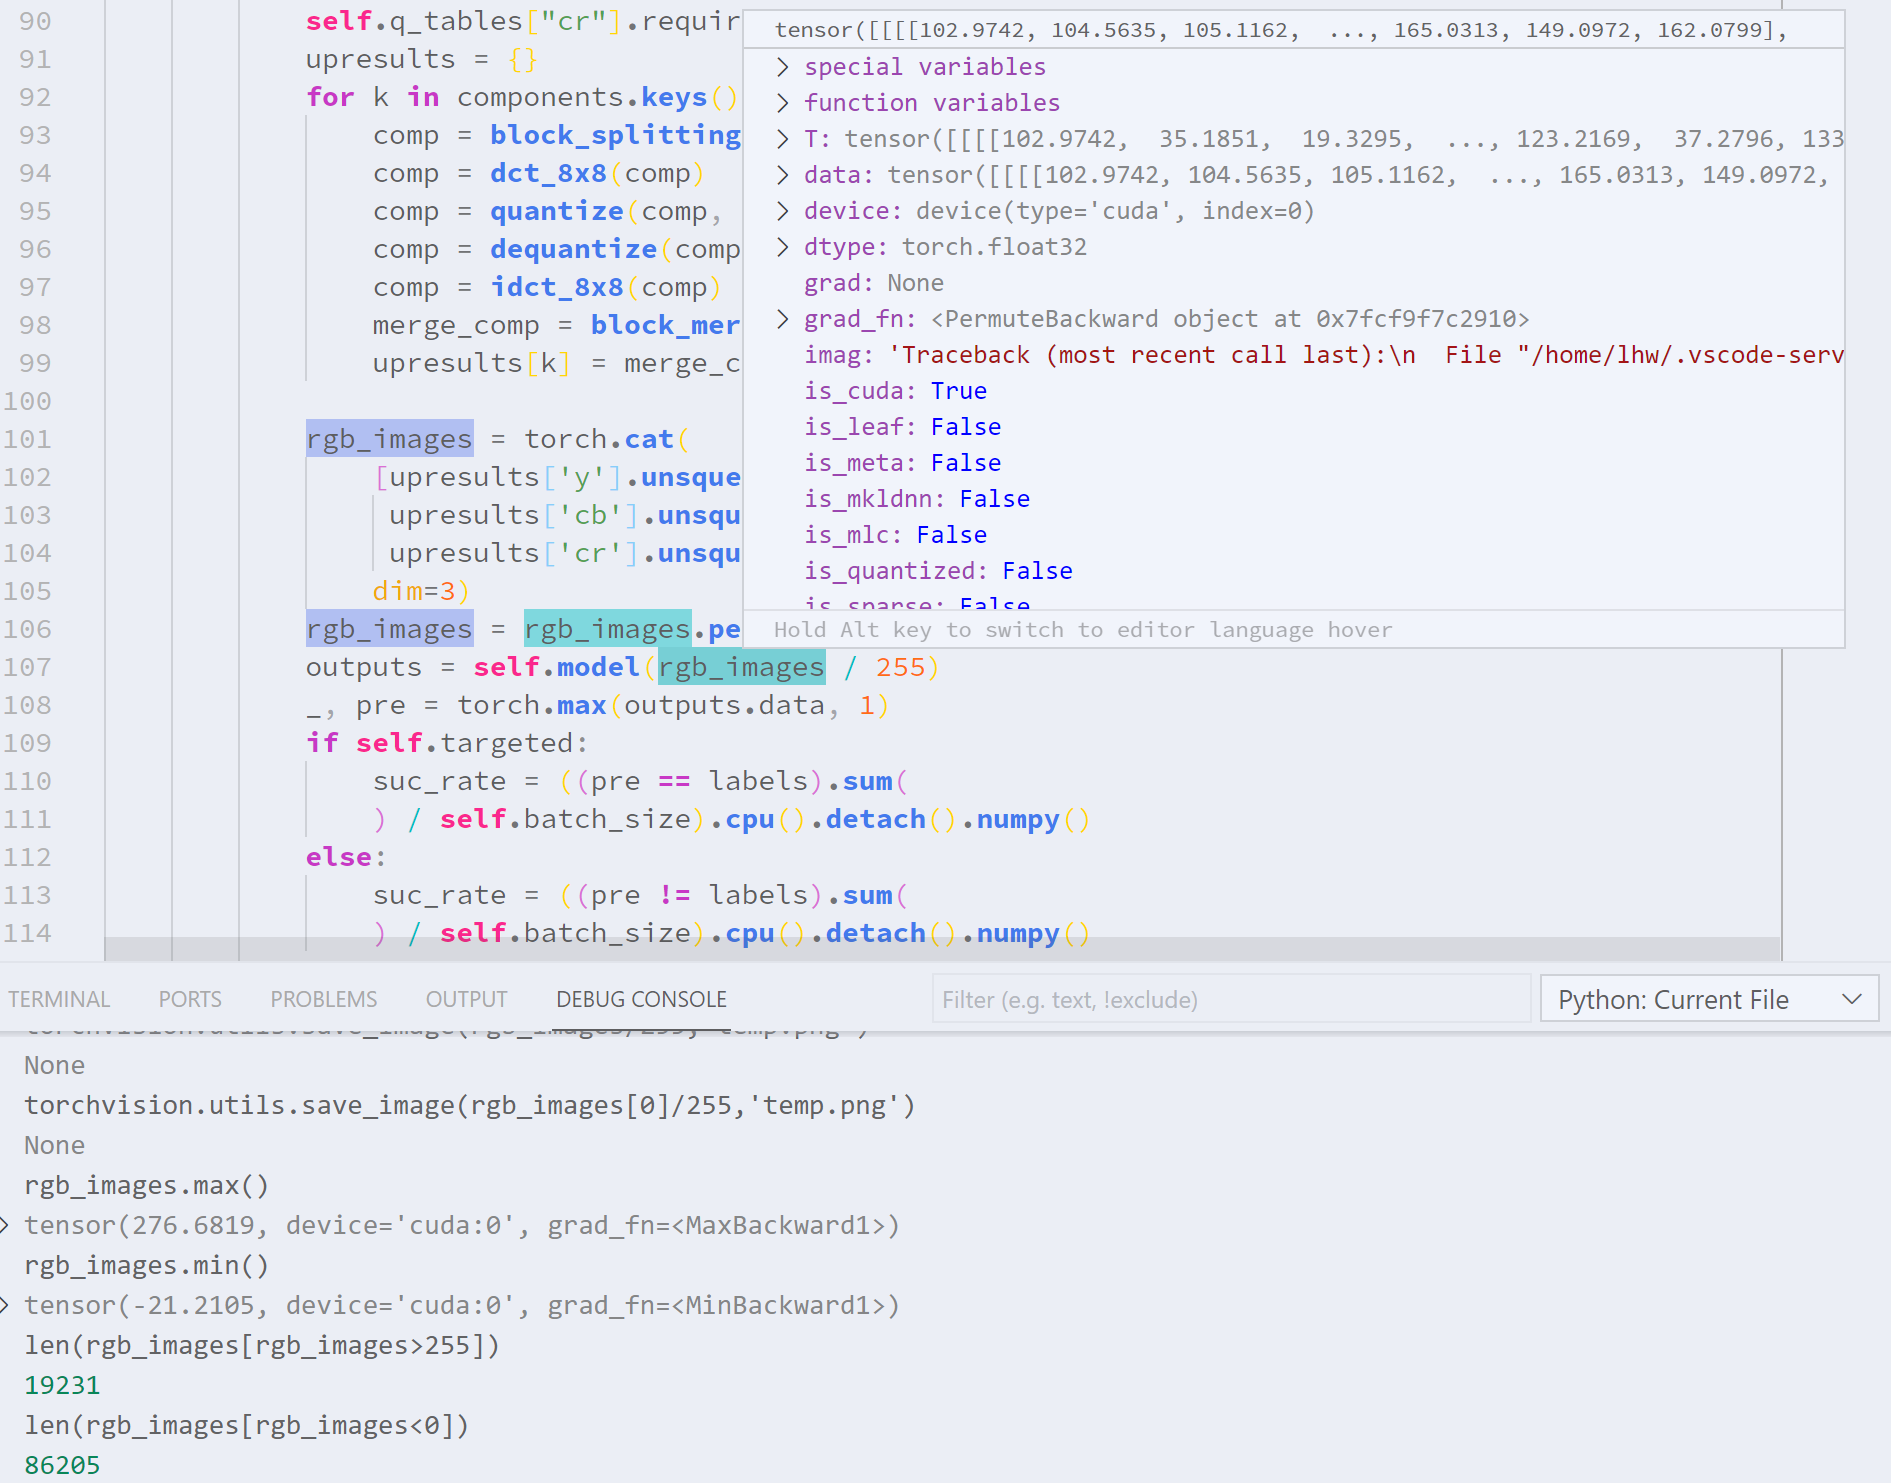 90 self.q_tables["cr"].requir
91 upresults = {}
92 for k in components.keys()
93 comp = block_splitting
94 comp = dct_8x8(comp)
95 comp = quantize(comp,
96 comp = dequantize(comp
97 comp = idct_8x8(comp)
98 merge_comp = block_mer
99 upresults[k] = merge_c
100
101 rgb_images = torch.cat(
102 [upresults['y'].unsque
103 upresults['cb'].unsqu
104 upresults['cr'].unsqu
105 dim=3)
106 rgb_images = rgb_images.pe
107 outputs = self.model(rgb_images / 255)
108 _, pre = torch.max(outputs.data, 1)
109 if self.targeted:
110 suc_rate = ((pre == labels).sum(
111 ) / self.batch_size).cpu().detach().numpy()
112 else:
113 suc_rate = ((pre != labels).sum(
114 ) / self.batch_size).cpu().detach().numpy()
tensor([[[[102.9742, 104.5635, 105.1162,  ..., 165.0313, 149.0972, 162.0799],
> special variables
> function variables
> T: tensor([[[[102.9742,  35.1851,  19.3295,  ..., 123.2169,  37.2796, 133
> data: tensor([[[[102.9742, 104.5635, 105.1162,  ..., 165.0313, 149.0972,
> device: device(type='cuda', index=0)
> dtype: torch.float32
grad: None
> grad_fn: <PermuteBackward object at 0x7fcf9f7c2910>
imag: 'Traceback (most recent call last):\n  File "/home/lhw/.vscode-serv
is_cuda: True
is_leaf: False
is_meta: False
is_mkldnn: False
is_mlc: False
is_quantized: False
is_sparse: False
Hold Alt key to switch to editor language hover
TERMINAL PORTS PROBLEMS OUTPUT DEBUG CONSOLE Filter (e.g. text, !exclude) Python: Current File
torchvision.utils.save_image(rgb_images/255,'temp.png')
None
torchvision.utils.save_image(rgb_images[0]/255,'temp.png')
None
rgb_images.max()
> tensor(276.6819, device='cuda:0', grad_fn=<MaxBackward1>)
rgb_images.min()
> tensor(-21.2105, device='cuda:0', grad_fn=<MinBackward1>)
len(rgb_images[rgb_images>255])
19231
len(rgb_images[rgb_images<0])
86205